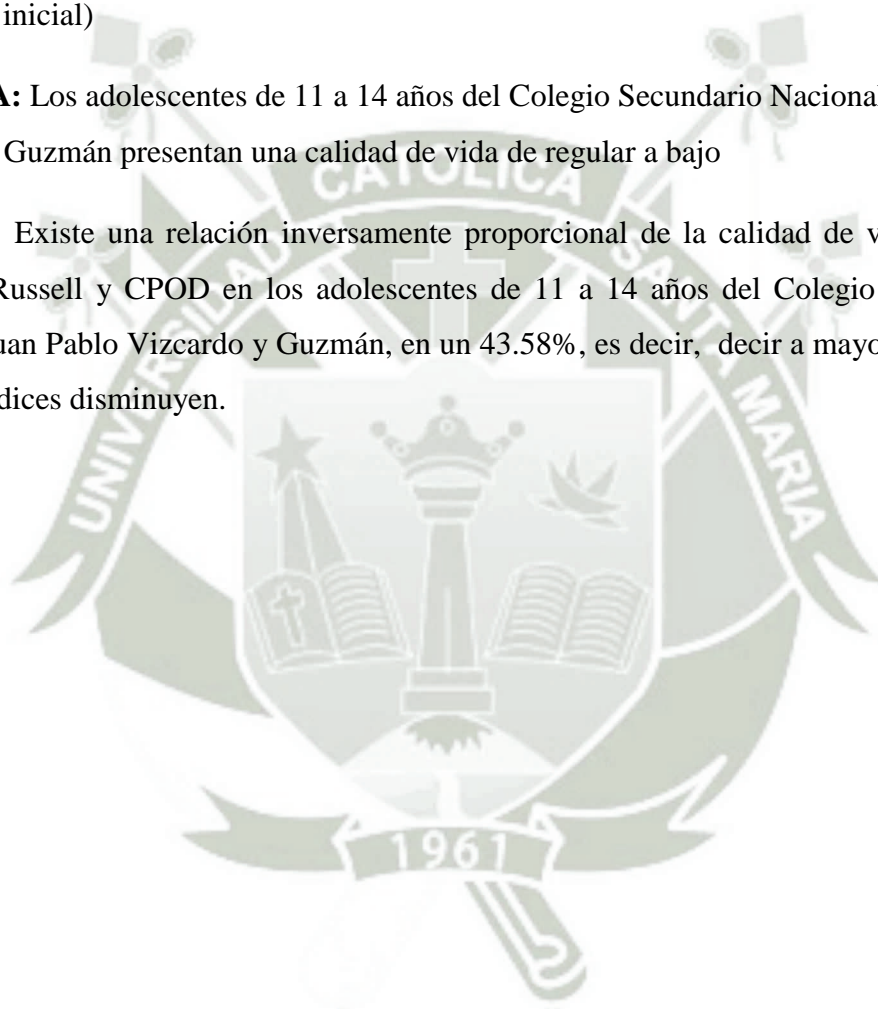 inicial)
A: Los adolescentes de 11 a 14 años del Colegio Secundario Nacional
Guzmán presentan una calidad de vida de regular a bajo
Existe una relación inversamente proporcional de la calidad de v
Russell y CPOD en los adolescentes de 11 a 14 años del Colegio
uan Pablo Vizcardo y Guzmán, en un 43.58%, es decir, decir a mayo
dices disminuyen.
UNIVERSIDAD CATOLICA SANTA MARIA
1961